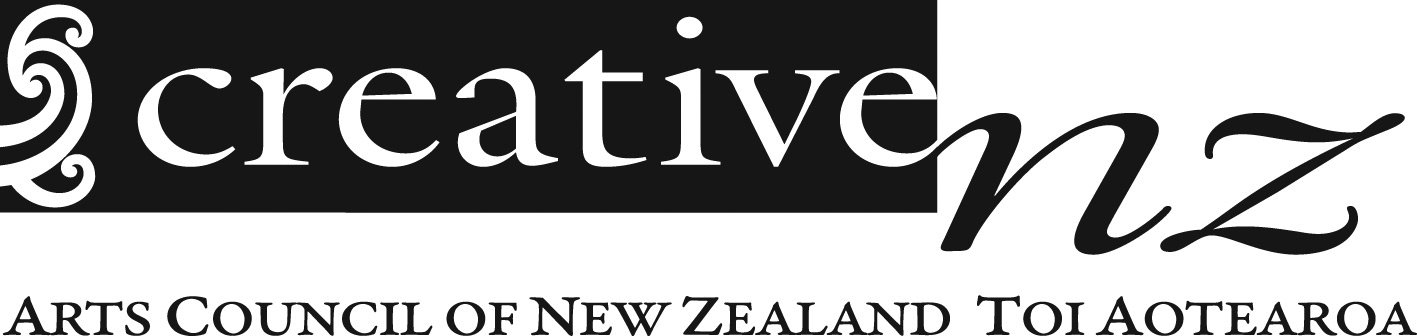 creative nz
ARTS COUNCIL OF NEW ZEALAND TOI AOTEAROA